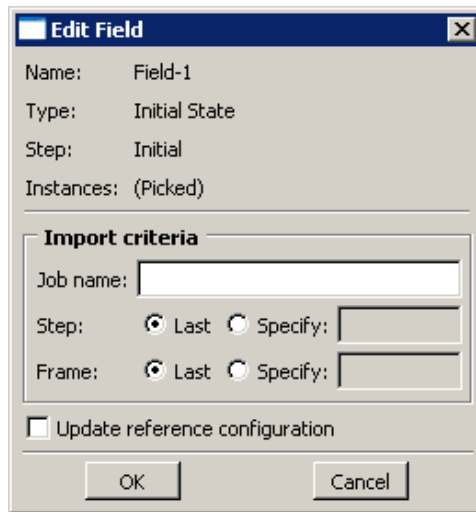 Edit Field
Name: Field-1
Type: Initial State
Step: Initial
Instances: (Picked)
Import criteria
Job name:
Step: Last Specify:
Frame: Last Specify:
Update reference configuration
OK Cancel